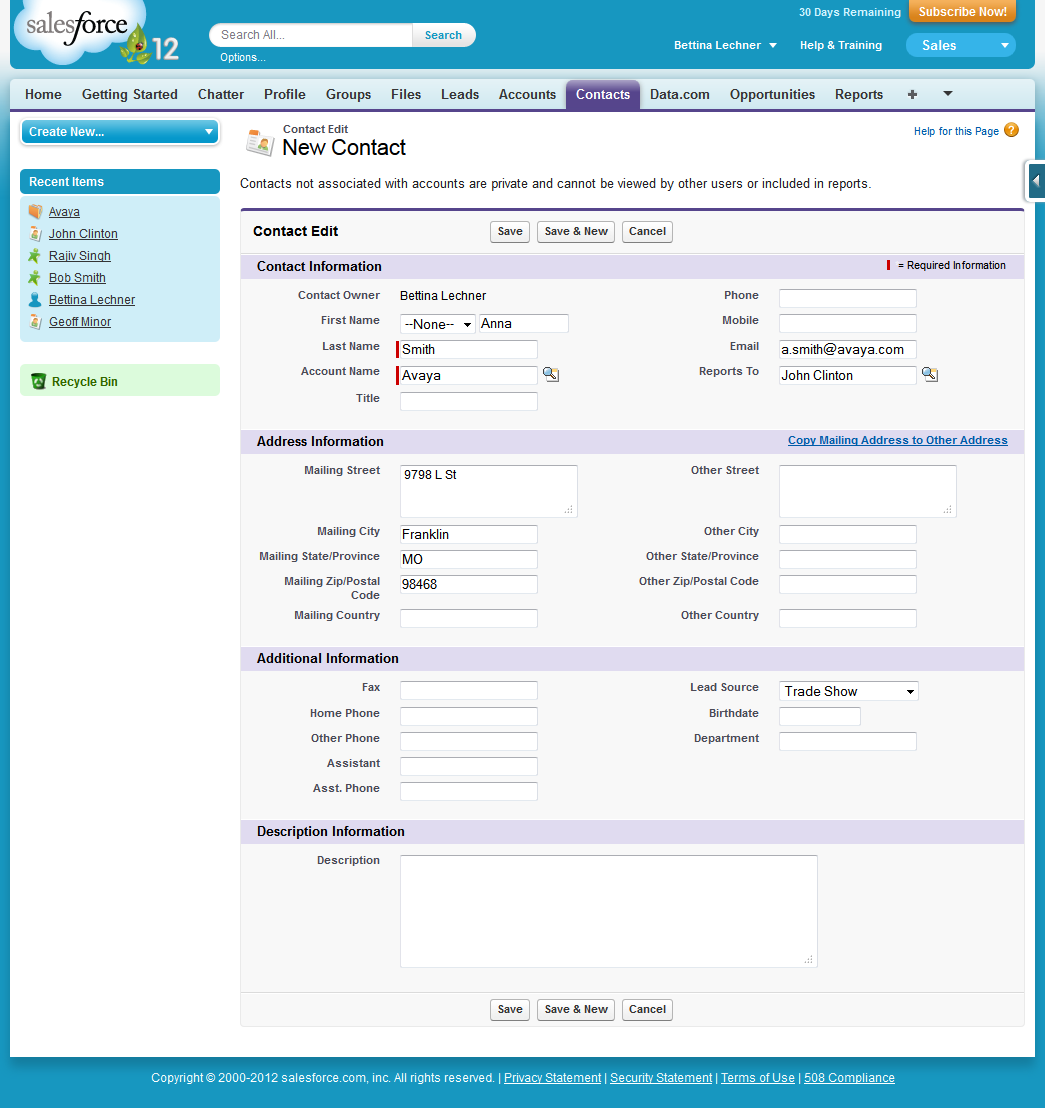 salesforce 12
Search All...
Search
Options...
30 Days Remaining
Subscribe Now!
Bettina Lechner
Help & Training
Sales
Home Getting Started Chatter Profile Groups Files Leads Accounts Contacts Data.com Opportunities Reports +
Create New...
Recent Items
Avaya
John Clinton
Rajiv Singh
Bob Smith
Bettina Lechner
Geoff Minor
Recycle Bin
Contact Edit
New Contact
Help for this Page ?
Contacts not associated with accounts are private and cannot be viewed by other users or included in reports.
Contact Edit Save Save & New Cancel
Contact Information = Required Information
Contact Owner Bettina Lechner Phone
First Name --None-- Anna Mobile
Last Name Smith Email a.smith@avaya.com
Account Name Avaya Reports To John Clinton
Title
Address Information Copy Mailing Address to Other Address
Mailing Street 9798 L St Other Street
Mailing City Franklin Other City
Mailing State/Province MO Other State/Province
Mailing Zip/Postal Code 98468 Other Zip/Postal Code
Mailing Country Other Country
Additional Information
Fax Lead Source Trade Show
Home Phone Birthdate
Other Phone Department
Assistant
Asst. Phone
Description Information
Description
Save Save & New Cancel
Copyright © 2000-2012 salesforce.com, inc. All rights reserved. | Privacy Statement | Security Statement | Terms of Use | 508 Compliance